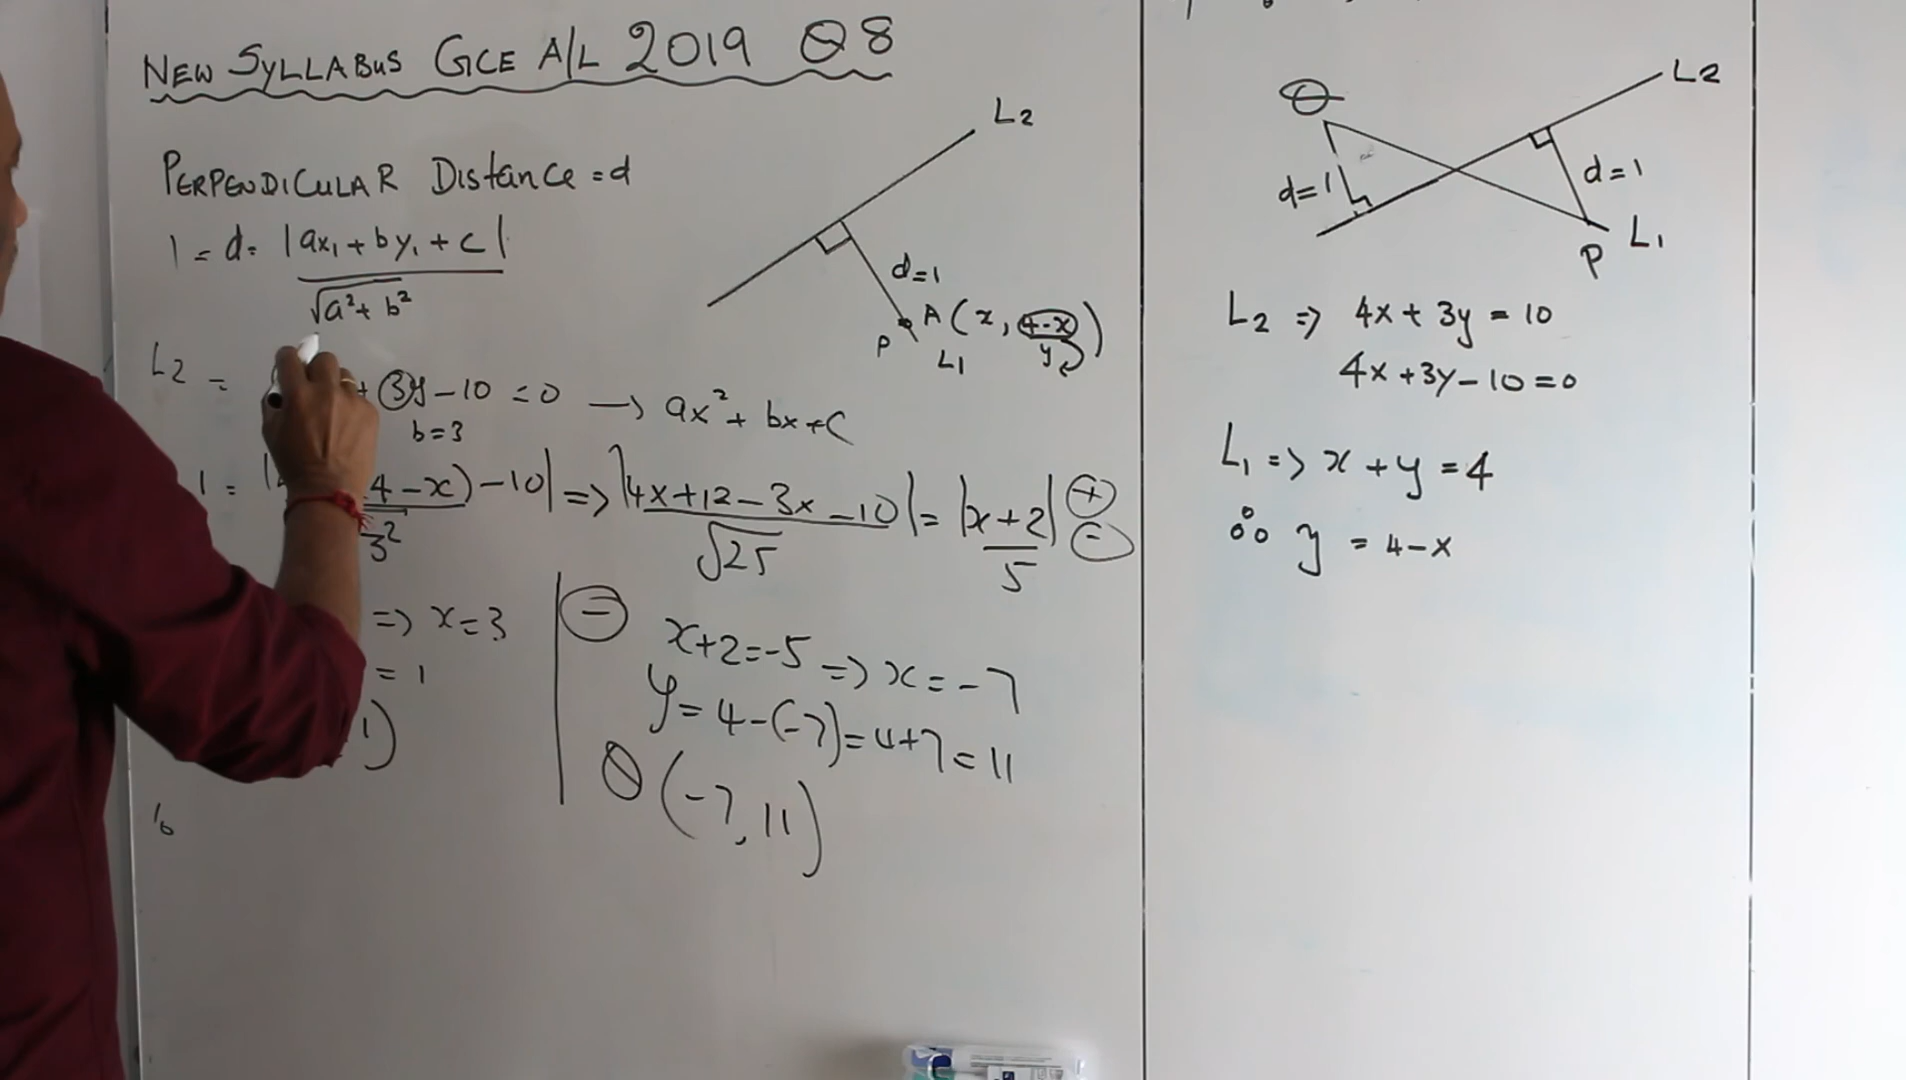 NEW SYLLABUS GCE A/L 2019 Q8
L2
PERPENDICULAR Distance = d
1 = d = |ax₁ + by₁ + c|
√a² + b²
d=1
A (x, 4-x)
y
P
L1
L2 = + 3y - 10 = 0 → ax² + bx + C
b=3
1 = | 4-x) - 10| => |4x + 12 - 3x - 10| = |x+2| +
3² √25 5 -
=> x = 3
= 1
1)
-
x+2=-5 => x = -7
y = 4-(-7) = 4+7 = 11
Q (-7, 11)
L2
Q
d=1
d=1
L1
P
L2 => 4x + 3y = 10
4x + 3y - 10 = 0
L1 => x + y = 4
∴ y = 4-x